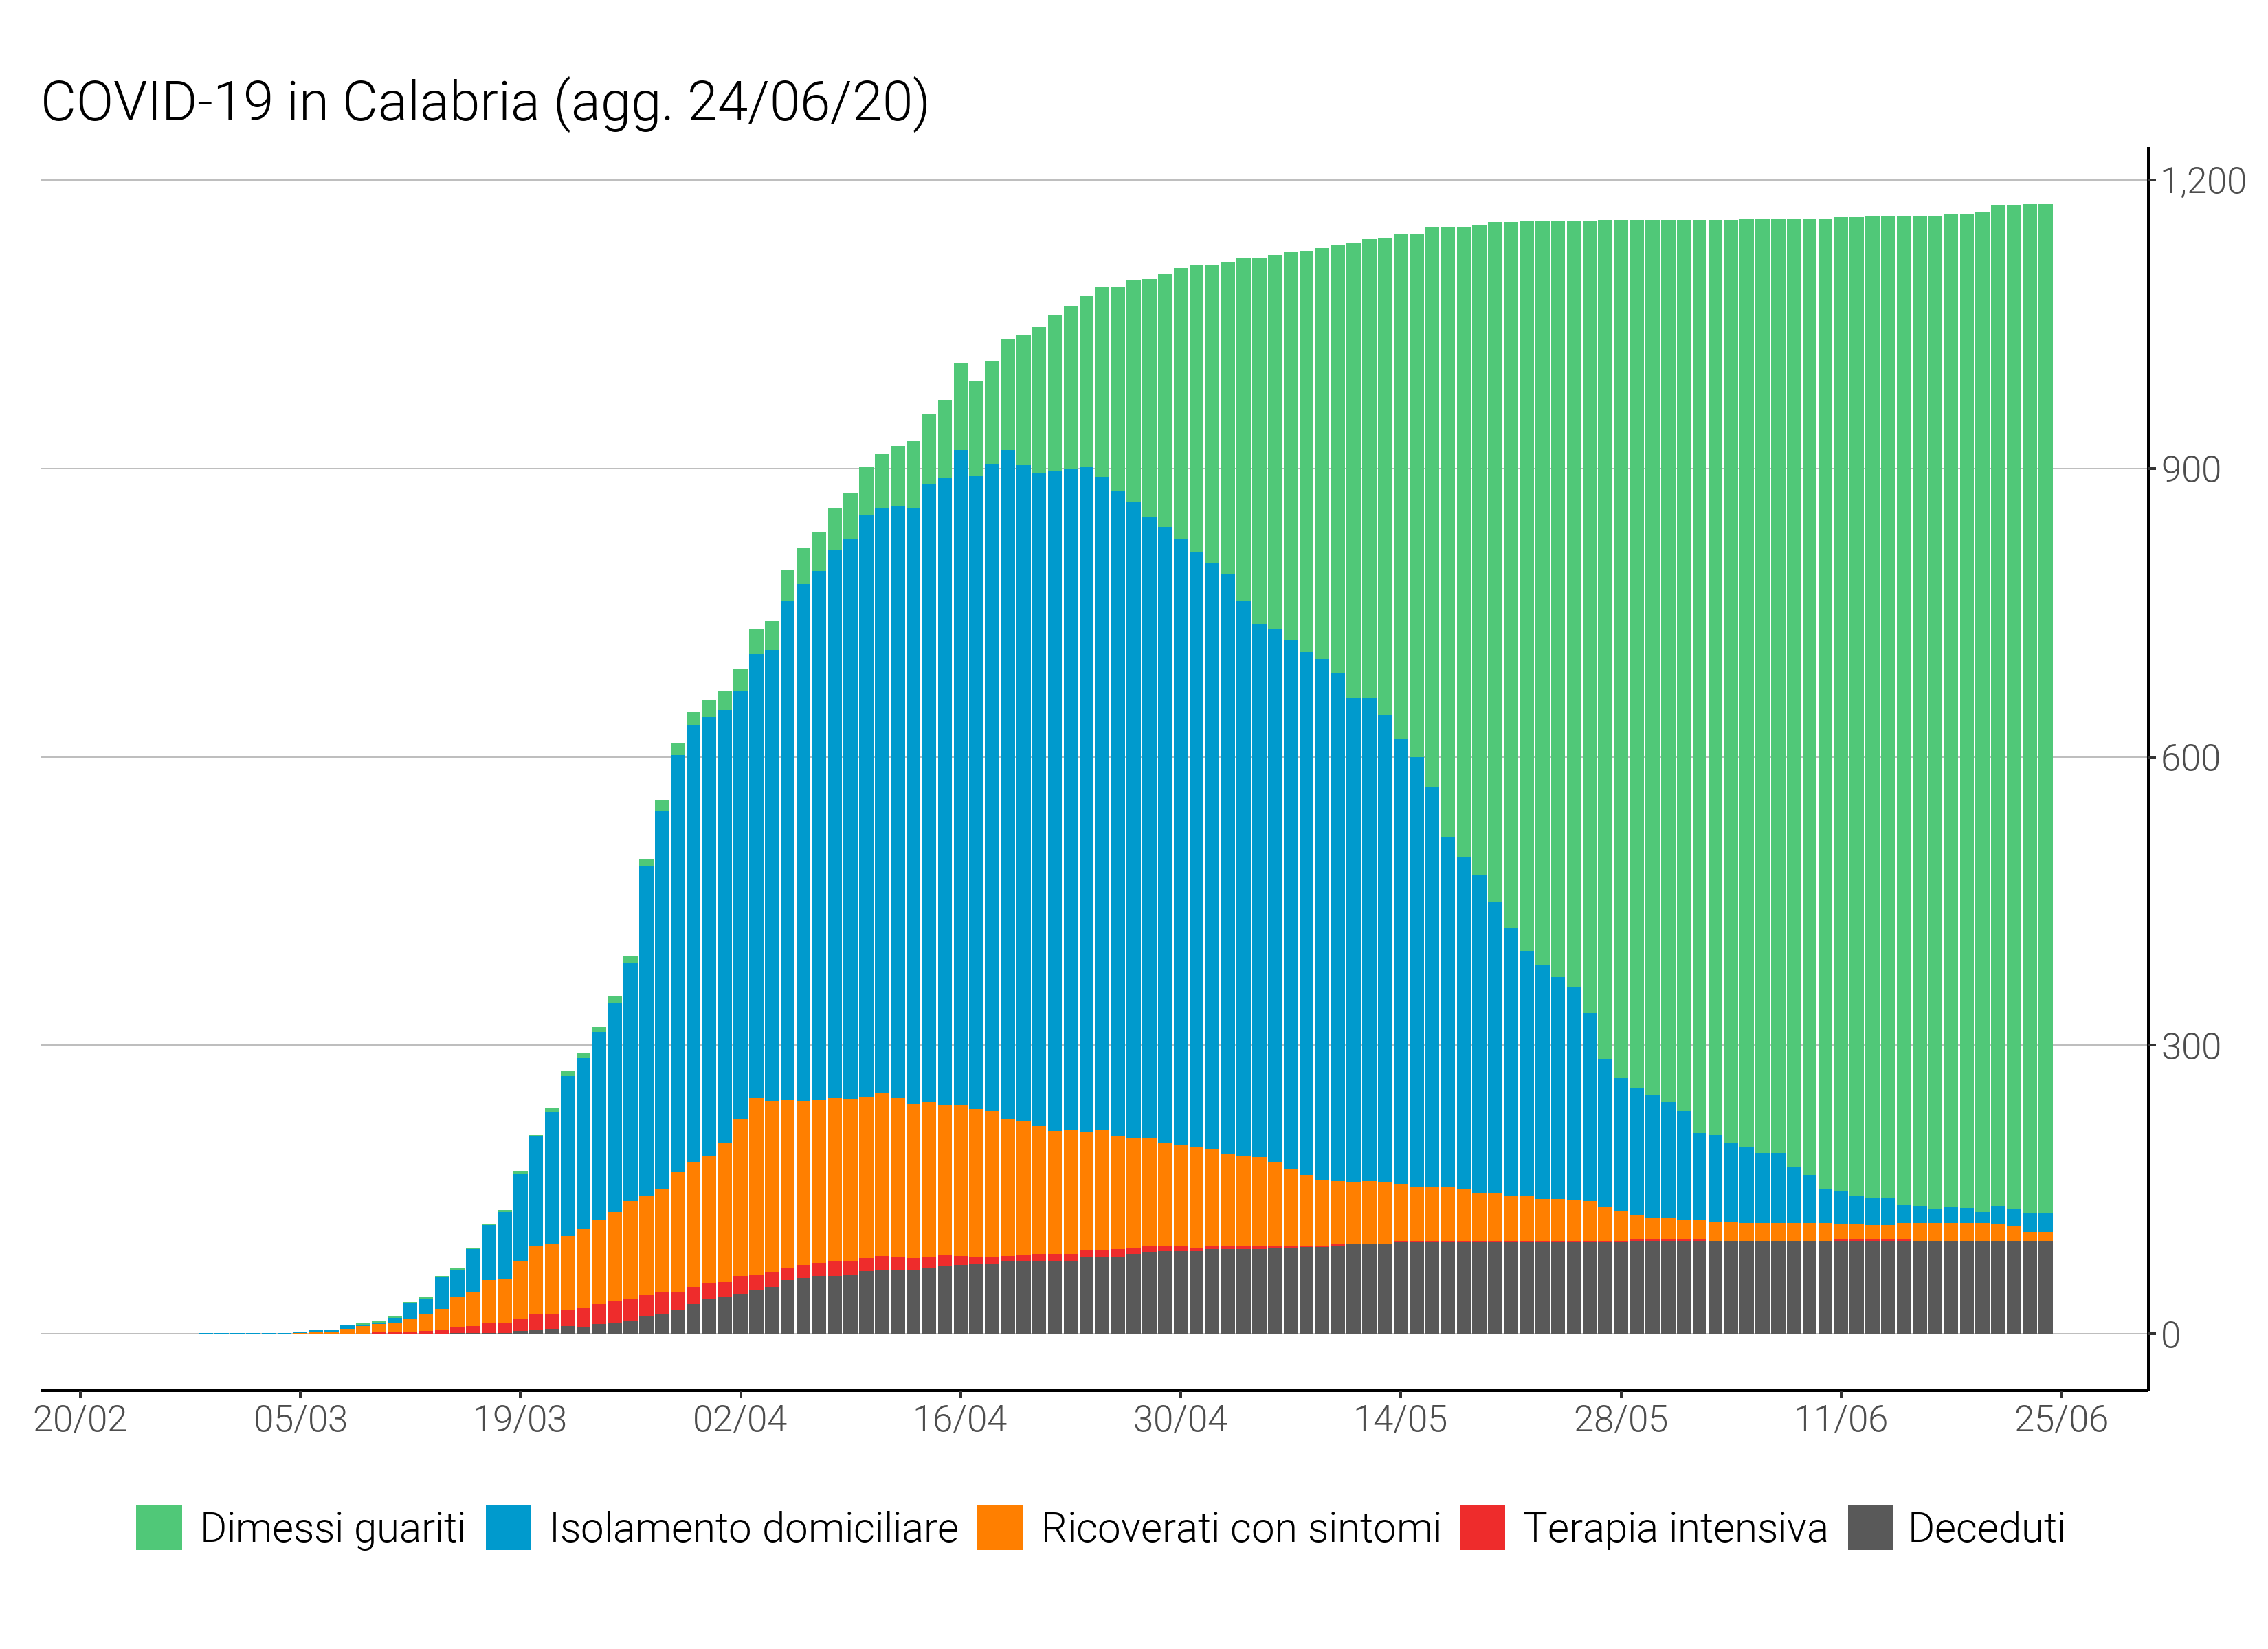 COVID-19 in Calabria (agg. 24/06/20)
1,200
900
600
300
0
20/02 05/03 19/03 02/04 16/04 30/04 14/05 28/05 11/06 25/06
Dimessi guariti Isolamento domiciliare Ricoverati con sintomi Terapia intensiva Deceduti